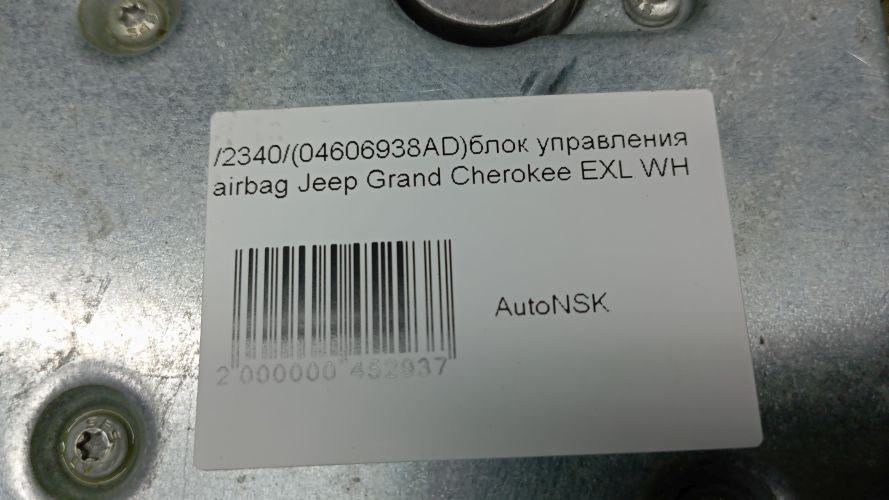 /2340/(04606938AD)блок управления
airbag Jeep Grand Cherokee EXL WH
AutoNSK
2 000000 452937